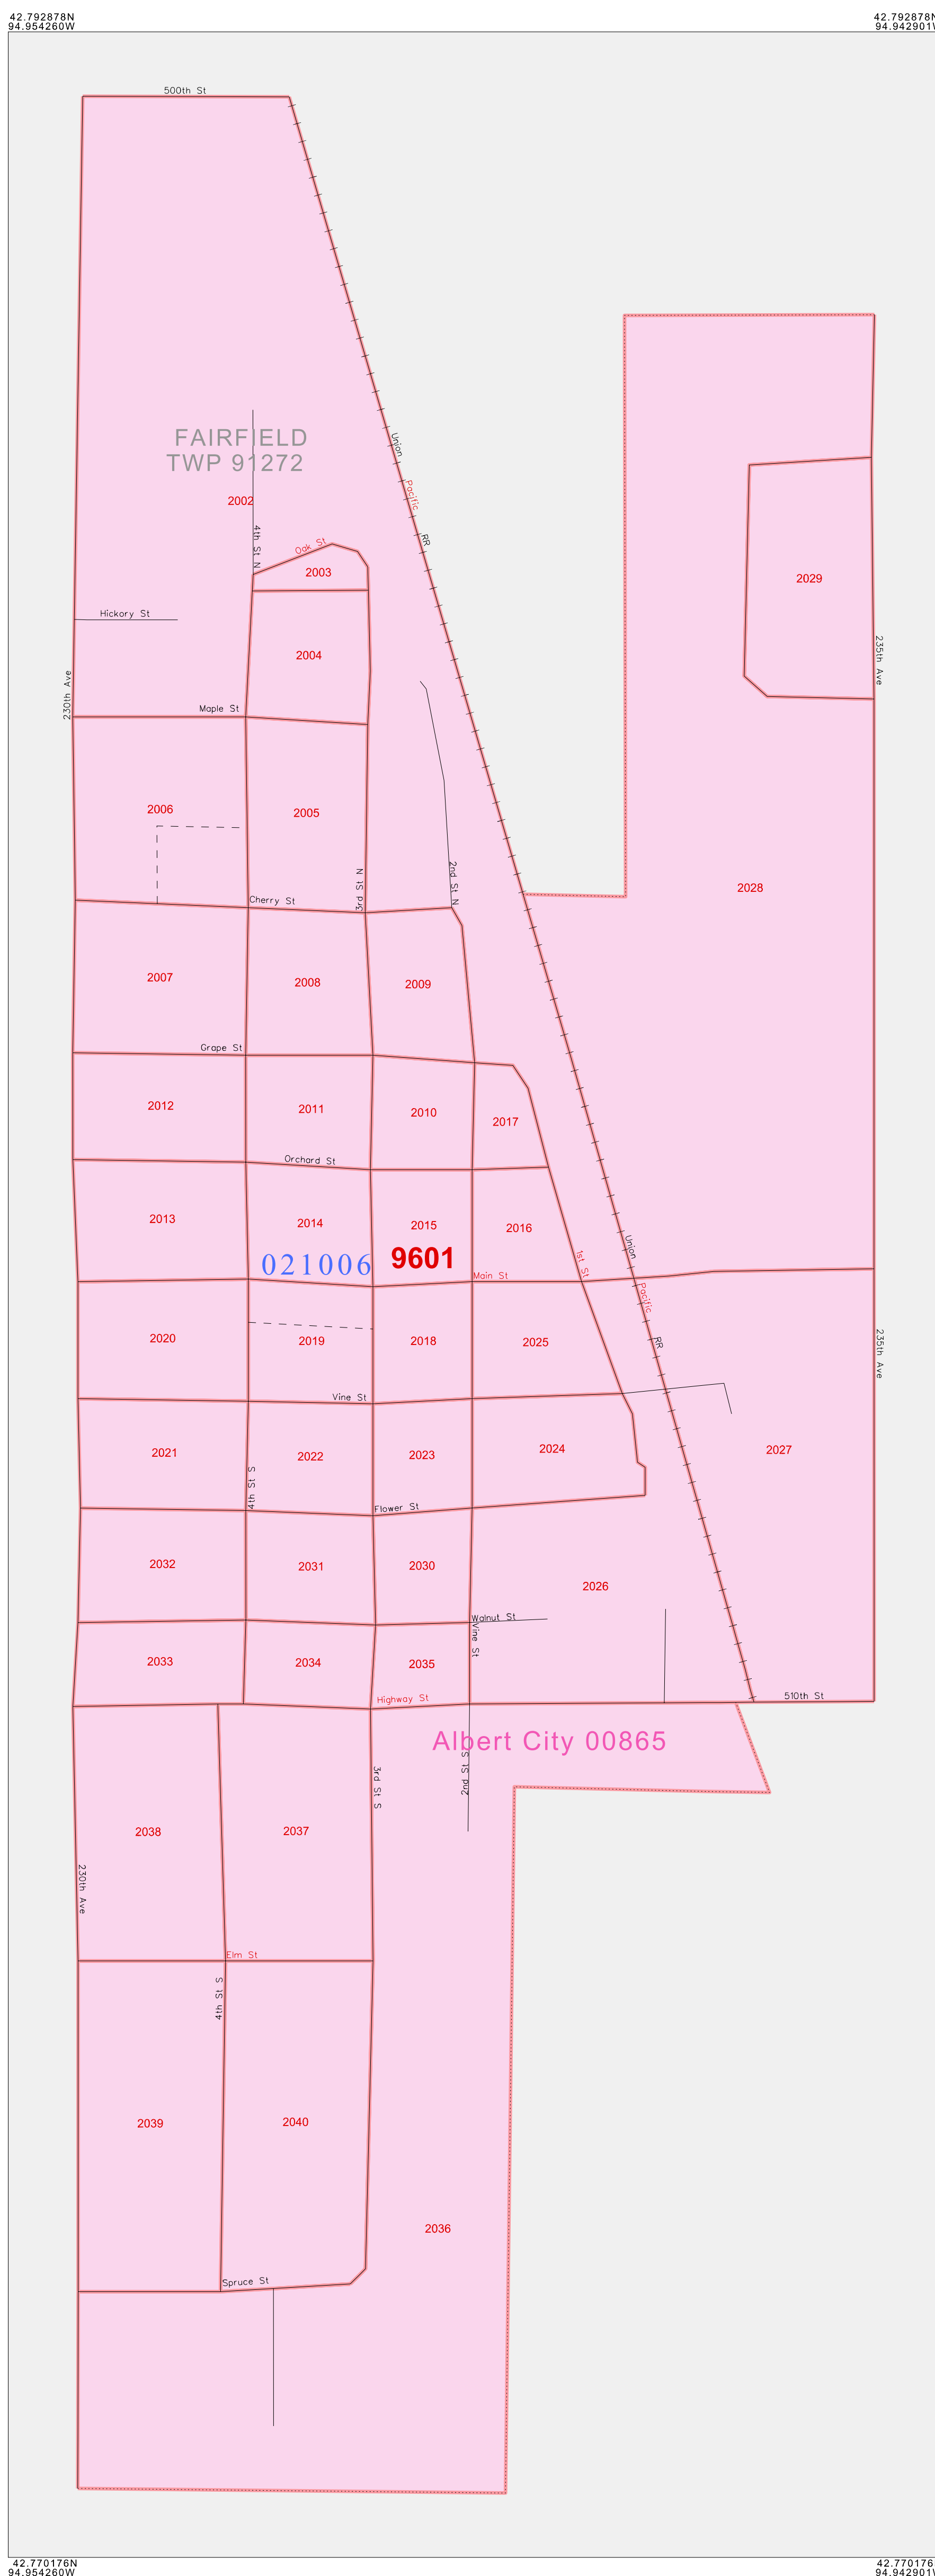 42.792878N
94.954260W
42.792878N
94.942901W
500th St
Union
Pacific
RR
FAIRFIELD
TWP 91272
2002
4th St N
Oak St
2003
2029
Hickory St
2004
235th Ave
230th Ave
Maple St
2006
2005
3rd St N
2nd St N
2028
Cherry St
2007
2008
2009
Grape St
2012
2011
2010
2017
Orchard St
2013
2014
2015
2016
021006
9601
Main St
1st St
Union
Pacific
RR
2020
2019
2018
2025
235th Ave
Vine St
2021
2022
2023
2024
2027
4th St S
Flower St
2032
2031
2030
2026
Walnut St
Vine St
2033
2034
2035
Highway St
510th St
Albert City 00865
2nd St S
3rd St S
2038
2037
230th Ave
Elm St
4th St S
2039
2040
2036
Spruce St
42.770176N
94.954260W
42.770176
94.942901W